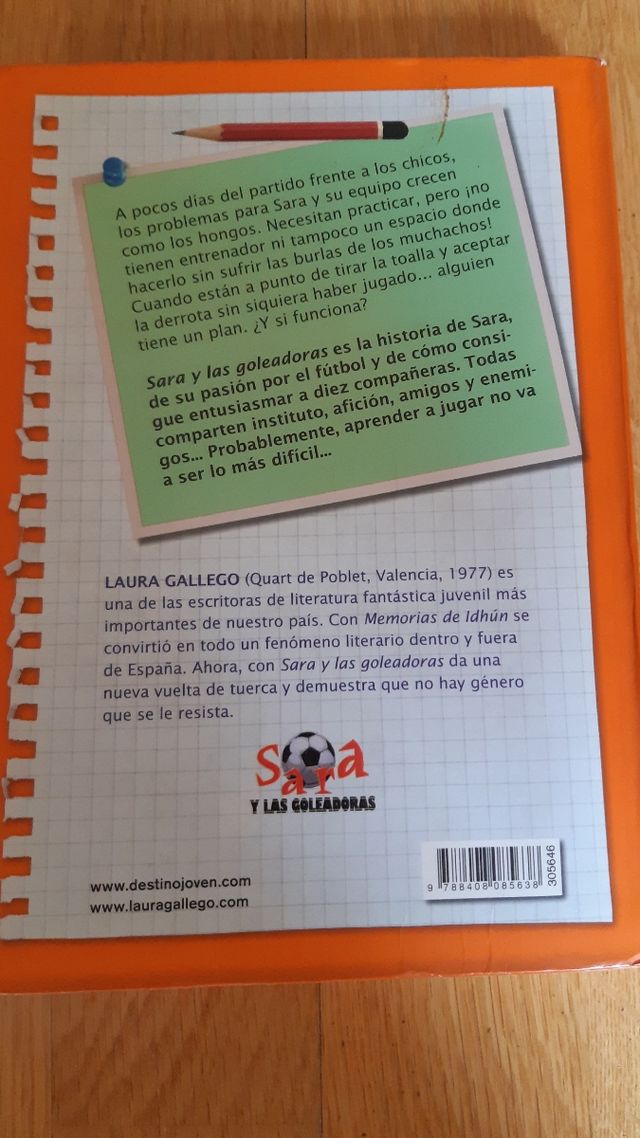 A pocos días del partido frente a los chicos,
los problemas para Sara y su equipo crecen
como los hongos. Necesitan practicar, pero ¡no
tienen entrenador ni tampoco un espacio donde
hacerlo sin sufrir las burlas de los muchachos!
Cuando están a punto de tirar la toalla y aceptar
la derrota sin siquiera haber jugado... alguien
tiene un plan. ¿Y si funciona?
Sara y las goleadoras es la historia de Sara,
de su pasión por el fútbol y de cómo consi-
gue entusiasmar a diez compañeras. Todas
comparten instituto, afición, amigos y enemi-
gos... Probablemente, aprender a jugar no va
a ser lo más difícil...
LAURA GALLEGO (Quart de Poblet, Valencia, 1977) es
una de las escritoras de literatura fantástica juvenil más
importantes de nuestro país. Con Memorias de Idhún se
convirtió en todo un fenómeno literario dentro y fuera
de España. Ahora, con Sara y las goleadoras da una
nueva vuelta de tuerca y demuestra que no hay género
que se le resista.
Sara
Y LAS GOLEADORAS
www.destinojoven.com
www.lauragallego.com
9 788408 085638
305646